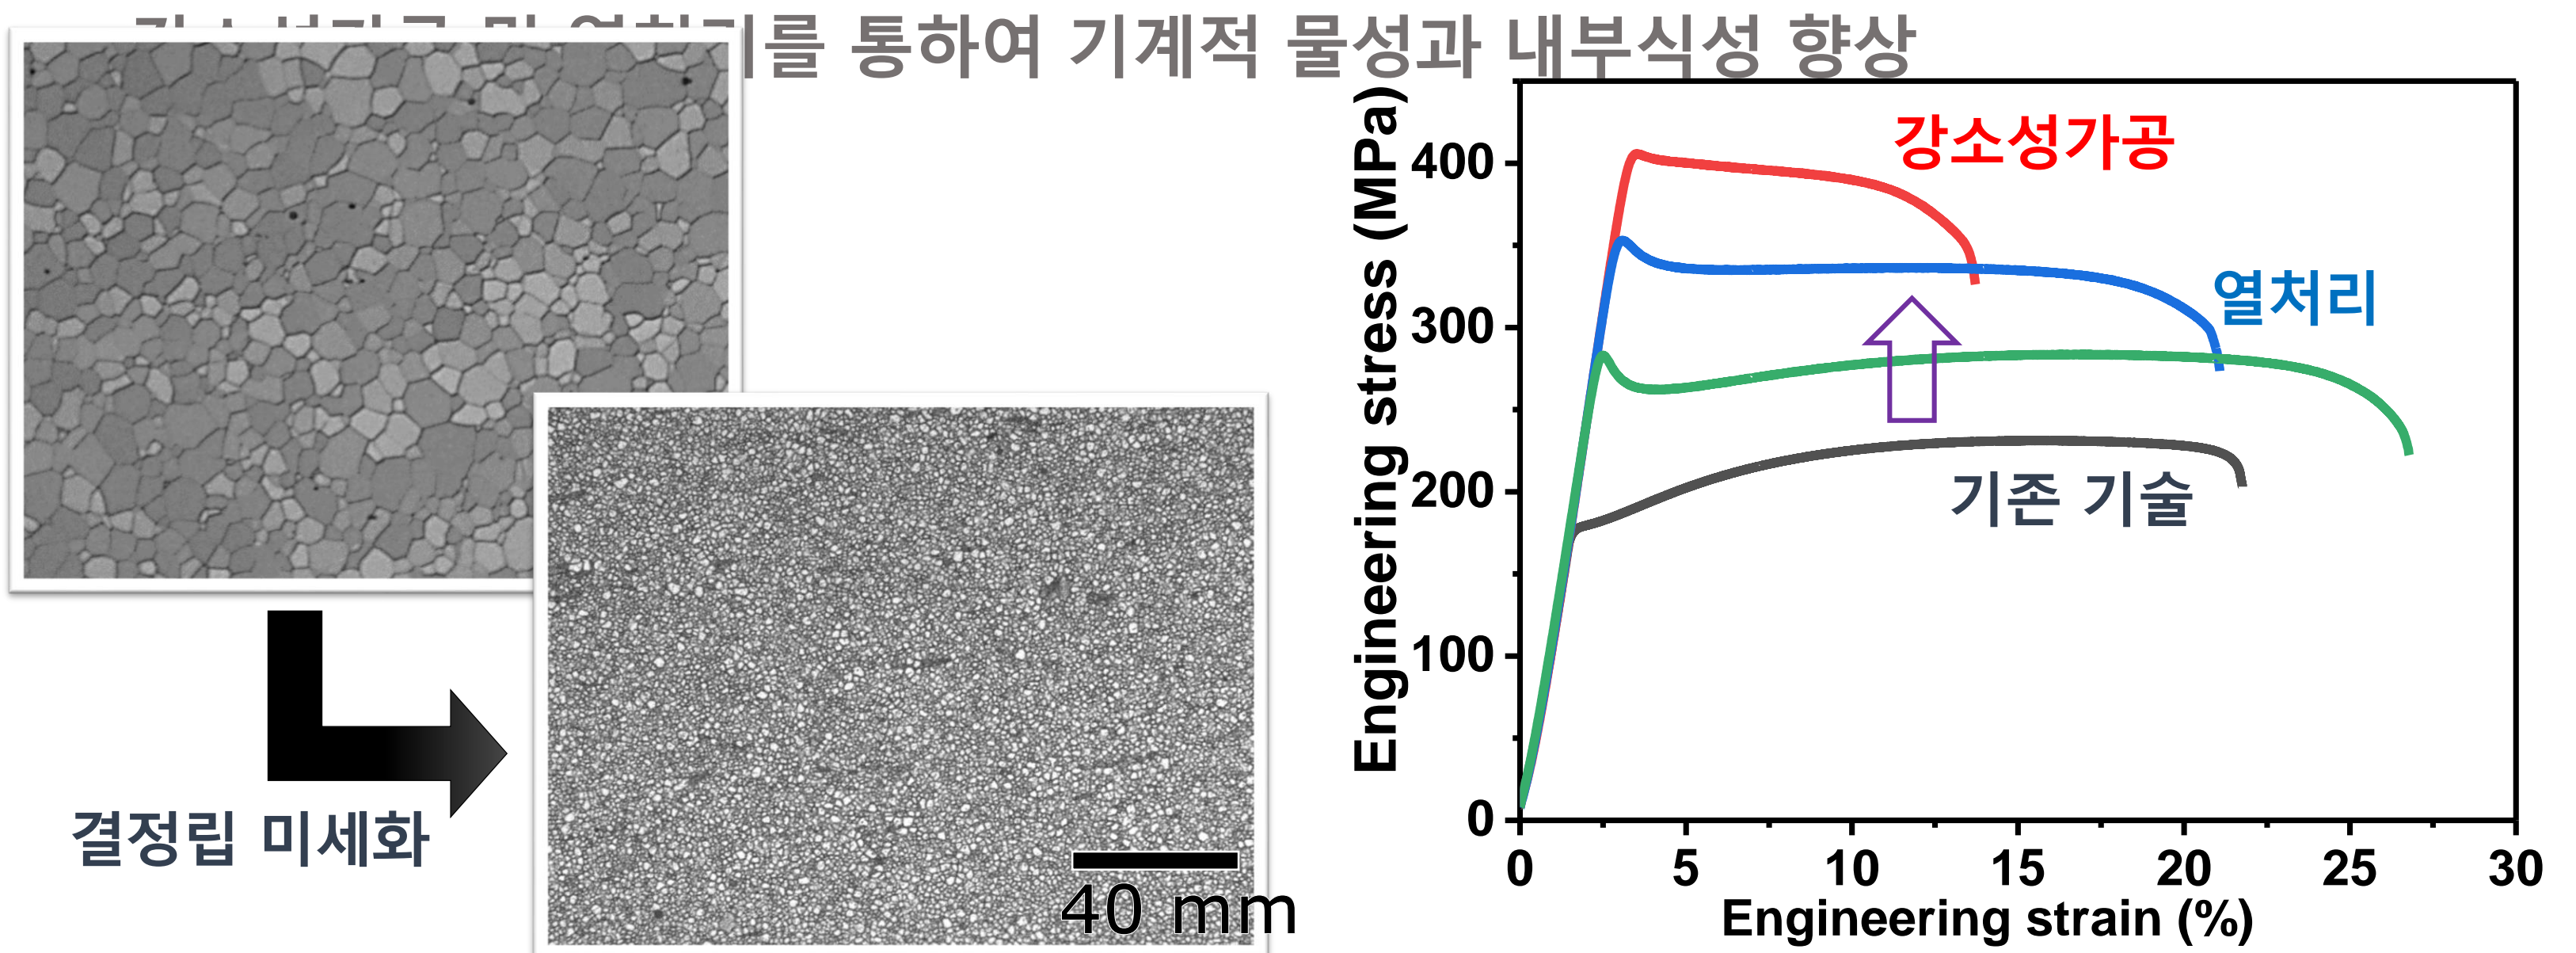 를 통하여 기계적 물성과 내부식성 향상
결정립 미세화
40 mm
Engineering stress (MPa)
400
300
200
100
0
강소성가공
열처리
기존 기술
0 5 10 15 20 25 30
Engineering strain (%)